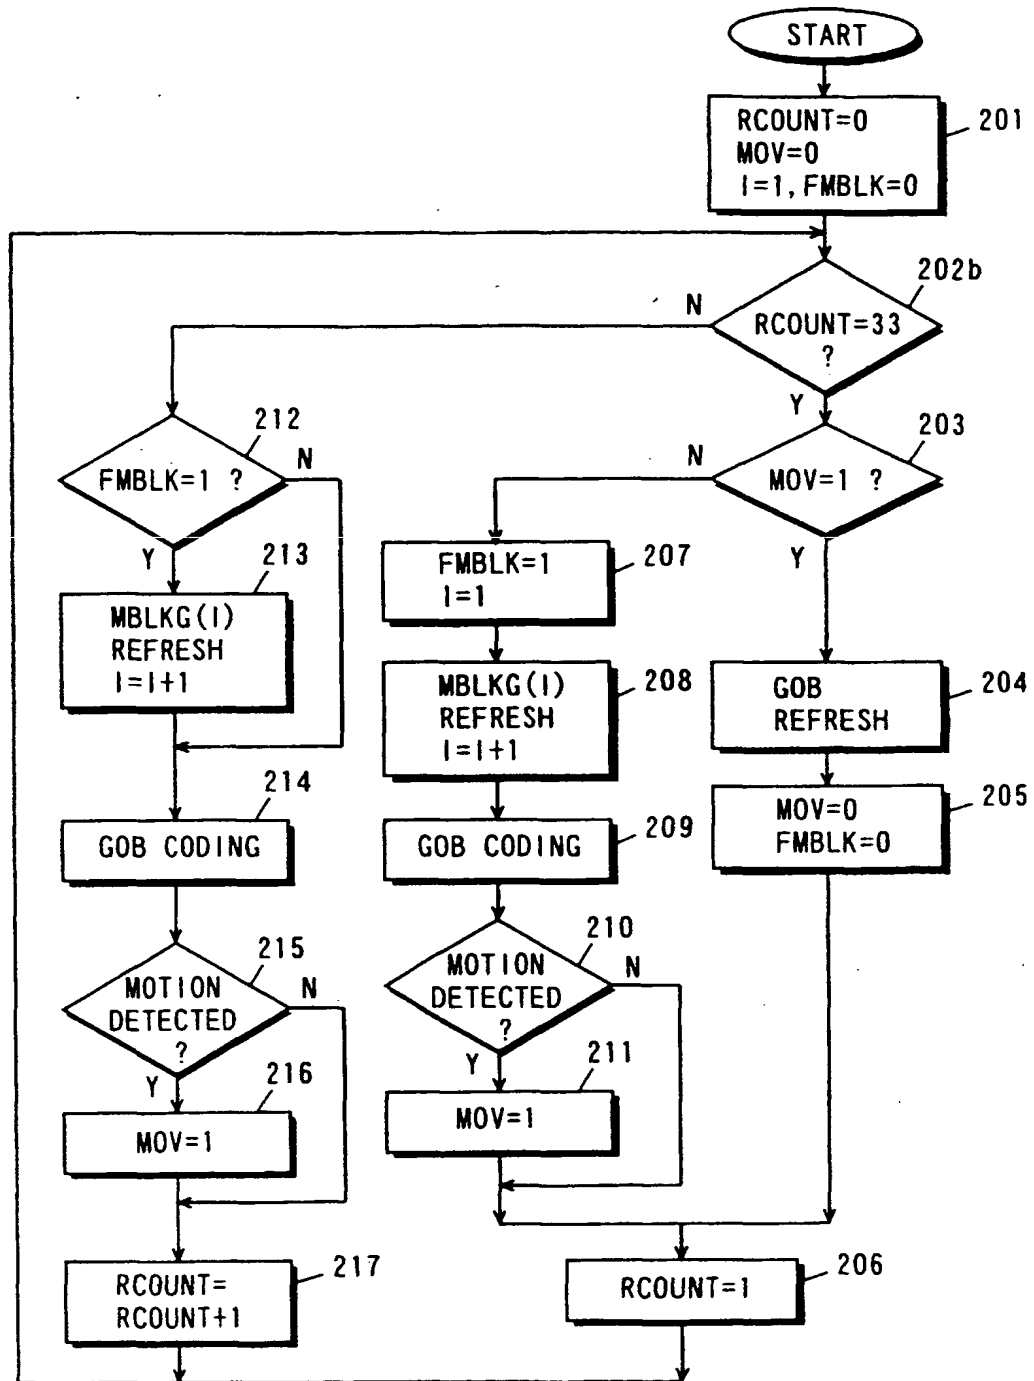 START
RCOUNT=0
MOV=0
I=1, FMBLK=0
201
202b
RCOUNT=33
?
N
Y
203
MOV=1 ?
N
Y
212
FMBLK=1 ?
N
Y
213
MBLKG(I)
REFRESH
I=I+1
214
GOB CODING
215
MOTION
DETECTED
?
N
Y
216
MOV=1
RCOUNT=
RCOUNT+1
217
FMBLK=1
I=1
207
MBLKG(I)
REFRESH
I=I+1
208
GOB CODING
209
210
MOTION
DETECTED
?
N
Y
211
MOV=1
GOB
REFRESH
204
MOV=0
FMBLK=0
205
RCOUNT=1
206